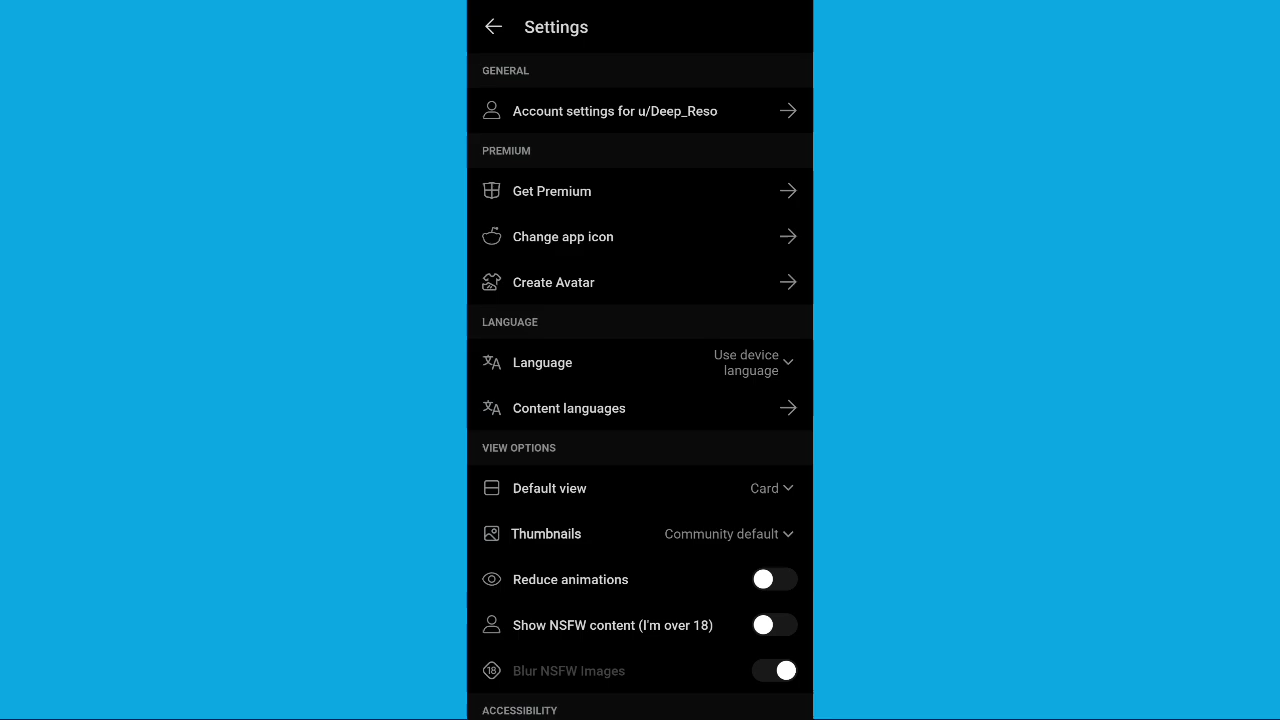 Settings
GENERAL
Account settings for u/Deep_Reso
PREMIUM
Get Premium
Change app icon
Create Avatar
LANGUAGE
Language
Use device
language
Content languages
VIEW OPTIONS
Default view
Card
Thumbnails
Community default
Reduce animations
Show NSFW content (I'm over 18)
18
Blur NSFW Images
ACCESSIBILITY